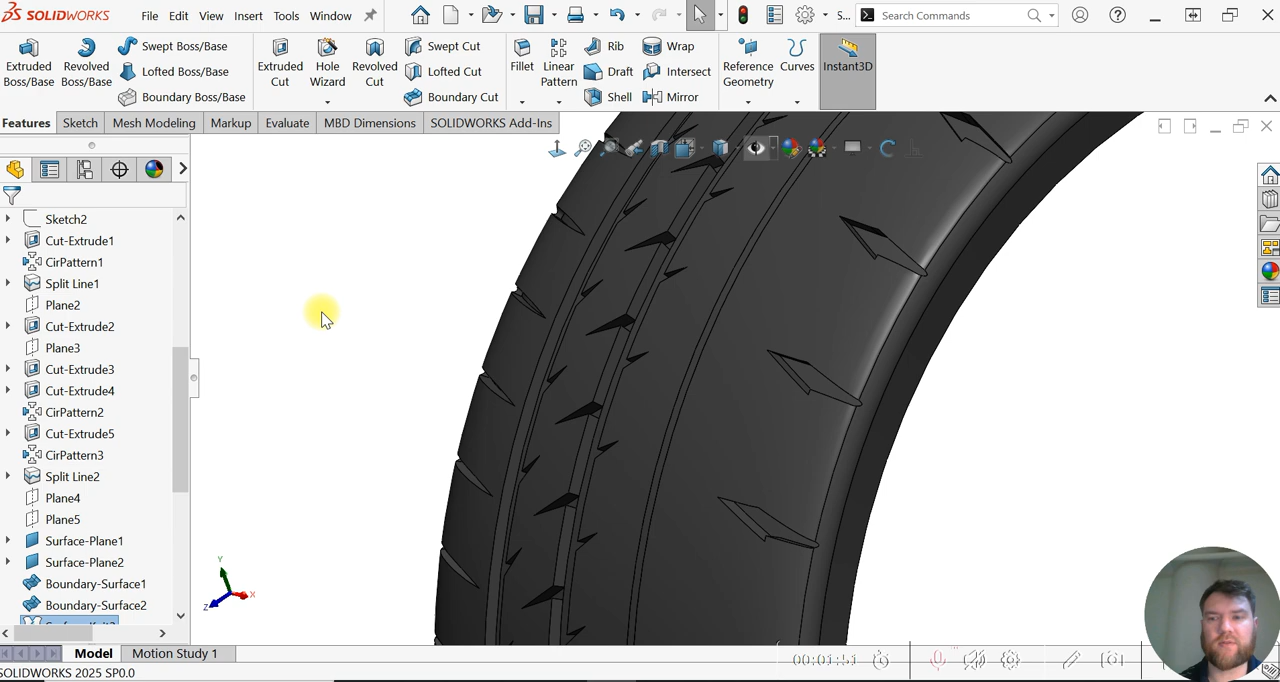 SOLIDWORKS
File Edit View Insert Tools Window
S...
Search Commands
Extruded Boss/Base
Revolved Boss/Base
Swept Boss/Base
Lofted Boss/Base
Boundary Boss/Base
Extruded Cut
Hole Wizard
Revolved Cut
Swept Cut
Lofted Cut
Boundary Cut
Fillet
Linear Pattern
Rib
Draft
Shell
Wrap
Intersect
Mirror
Reference Geometry
Curves
Instant3D
Features Sketch Mesh Modeling Markup Evaluate MBD Dimensions SOLIDWORKS Add-Ins
Sketch2
Cut-Extrude1
CirPattern1
Split Line1
Plane2
Cut-Extrude2
Plane3
Cut-Extrude3
Cut-Extrude4
CirPattern2
Cut-Extrude5
CirPattern3
Split Line2
Plane4
Plane5
Surface-Plane1
Surface-Plane2
Boundary-Surface1
Boundary-Surface2
Y
X
Z
Model Motion Study 1
00:01:51
SOLIDWORKS 2025 SP0.0